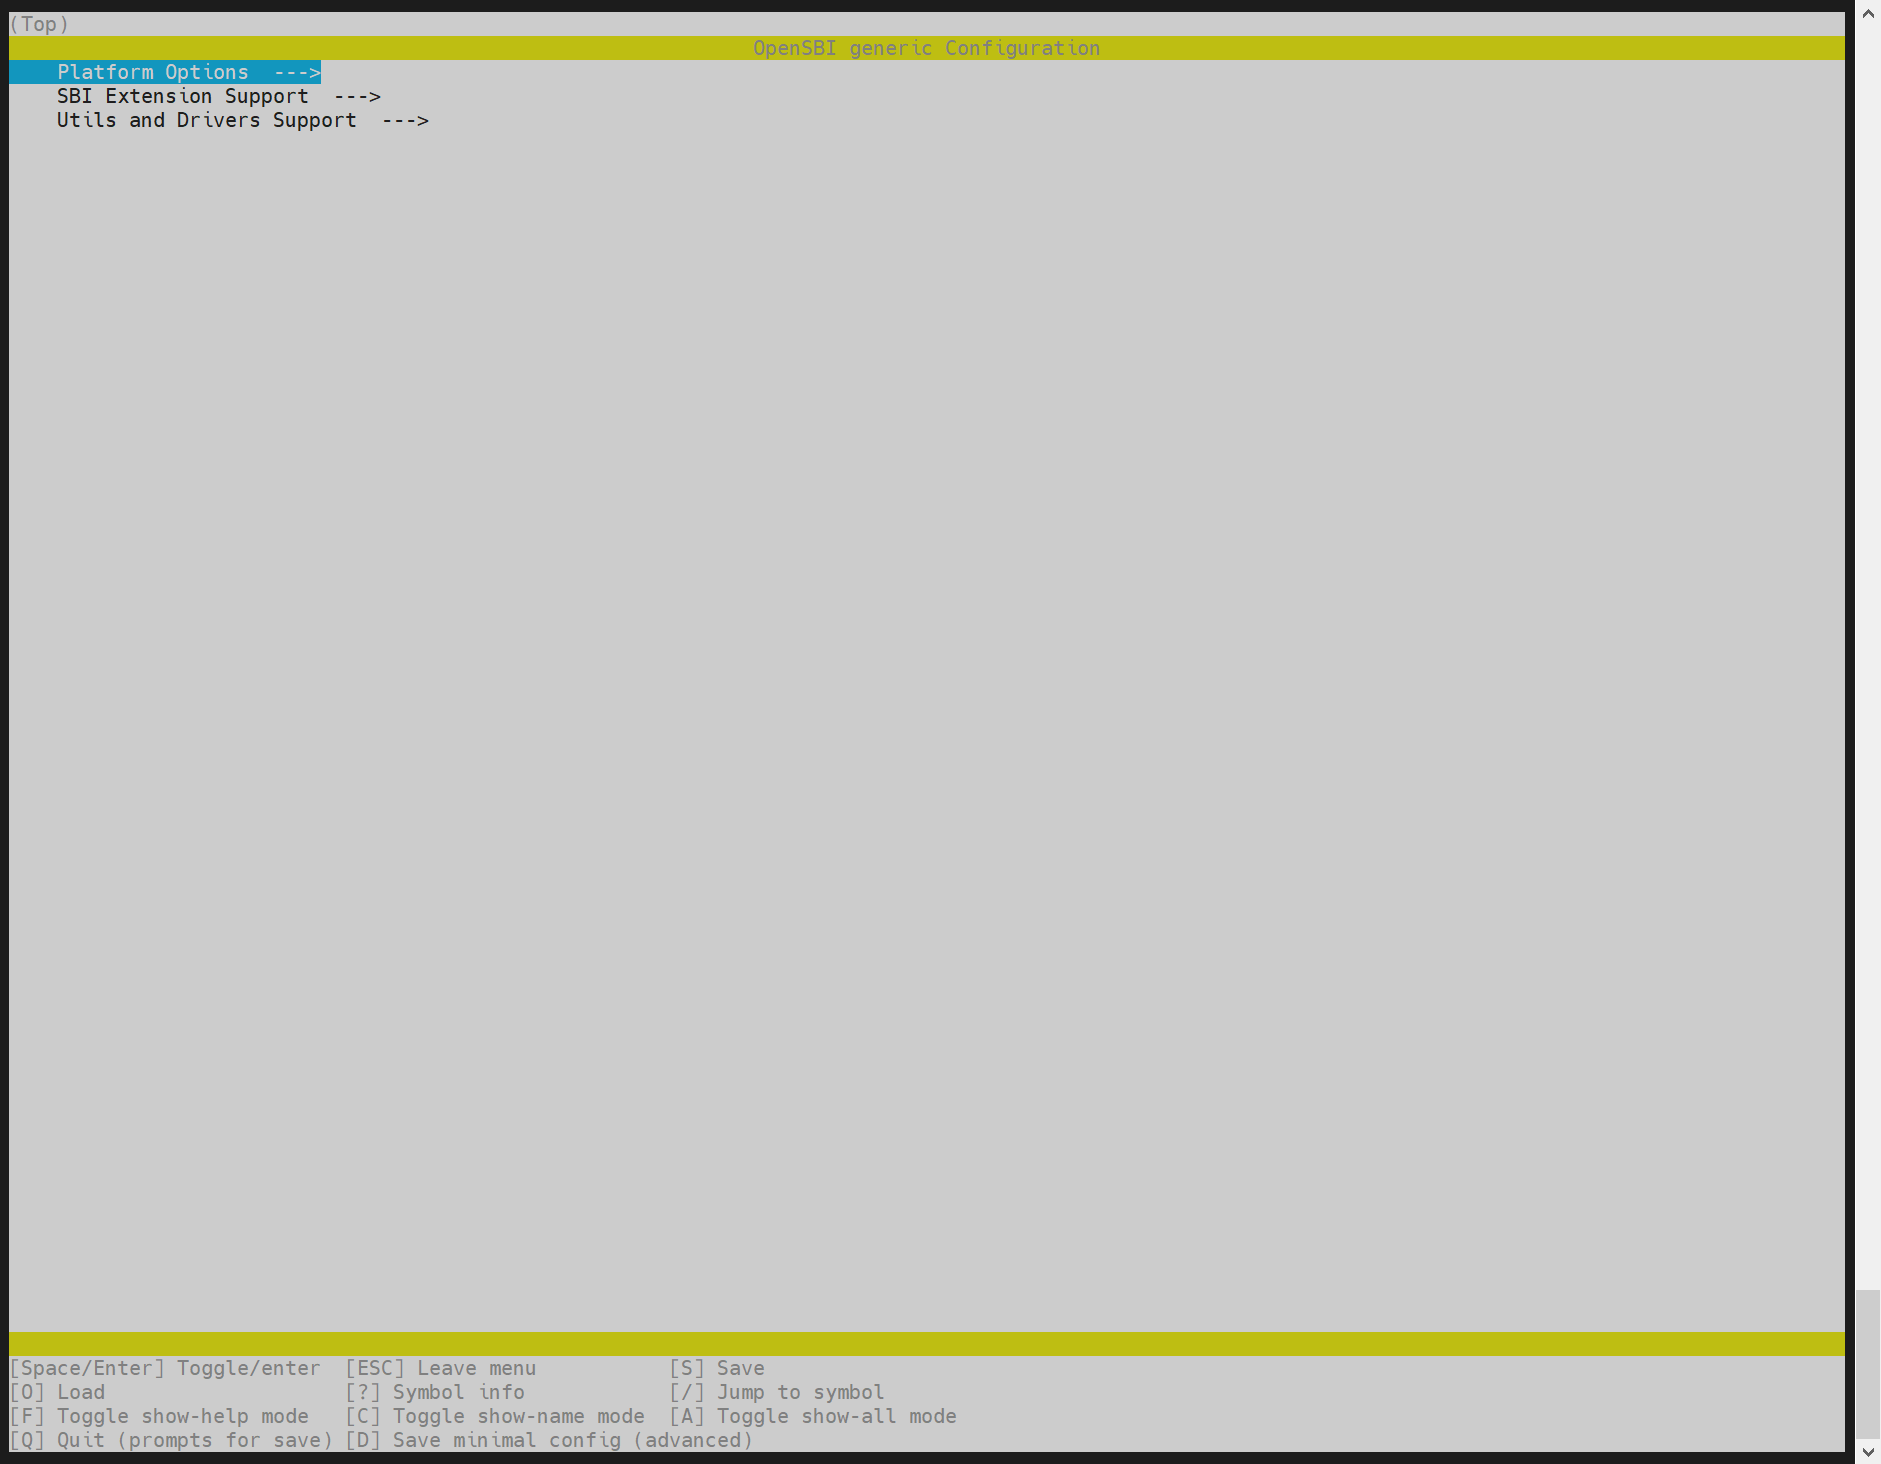 (Top)
OpenSBI generic Configuration
Platform Options  --->
SBI Extension Support  --->
Utils and Drivers Support  --->
[Space/Enter] Toggle/enter  [ESC] Leave menu           [S] Save
[O] Load                    [?] Symbol info            [/] Jump to symbol
[F] Toggle show-help mode   [C] Toggle show-name mode  [A] Toggle show-all mode
[Q] Quit (prompts for save) [D] Save minimal config (advanced)